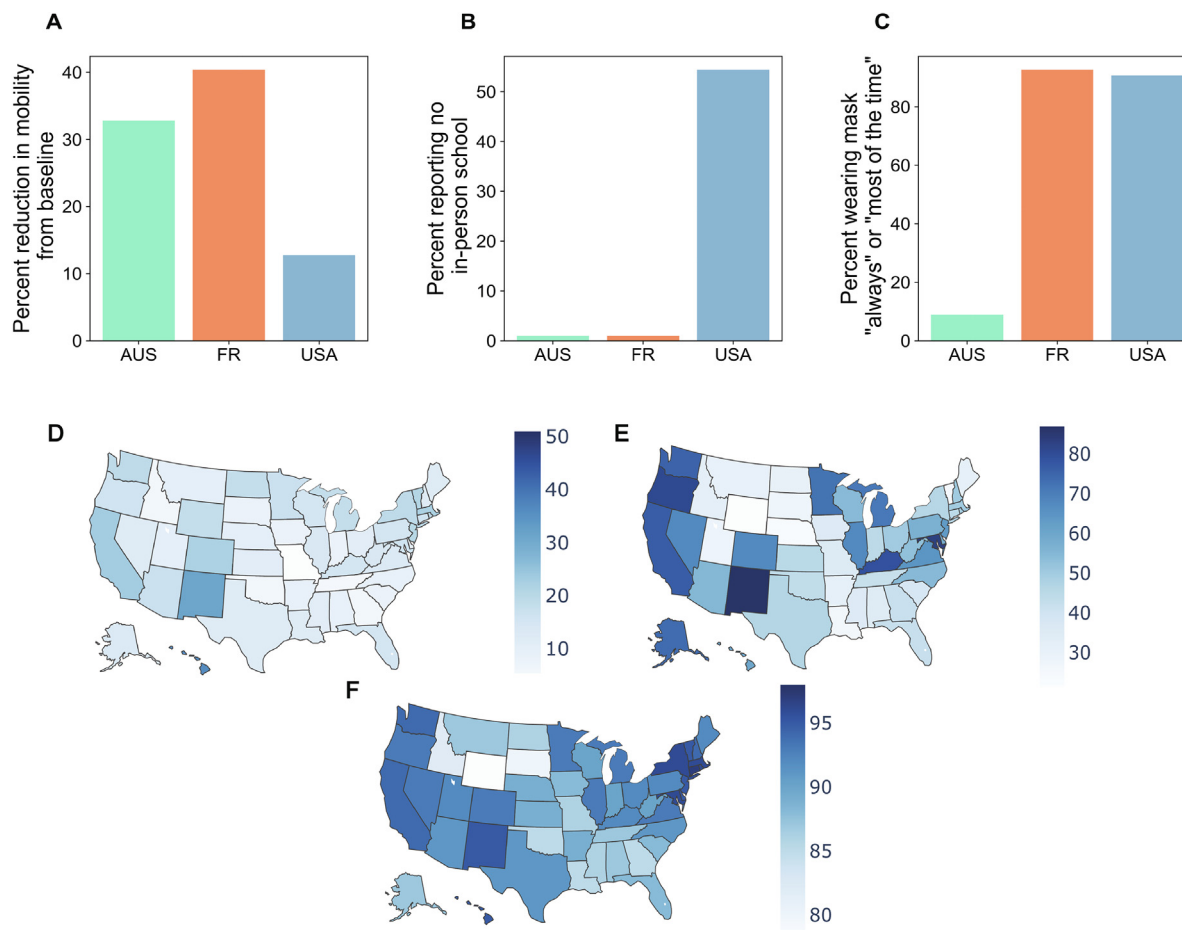 A
B
C
Percent reduction in mobility
from baseline
40
30
20
10
0
AUS
FR
USA
Percent reporting no
in-person school
50
40
30
20
10
0
AUS
FR
USA
Percent wearing mask
"always" or "most of the time"
80
60
40
20
0
AUS
FR
USA
D
50
40
30
20
10
E
80
70
60
50
40
30
F
95
90
85
80